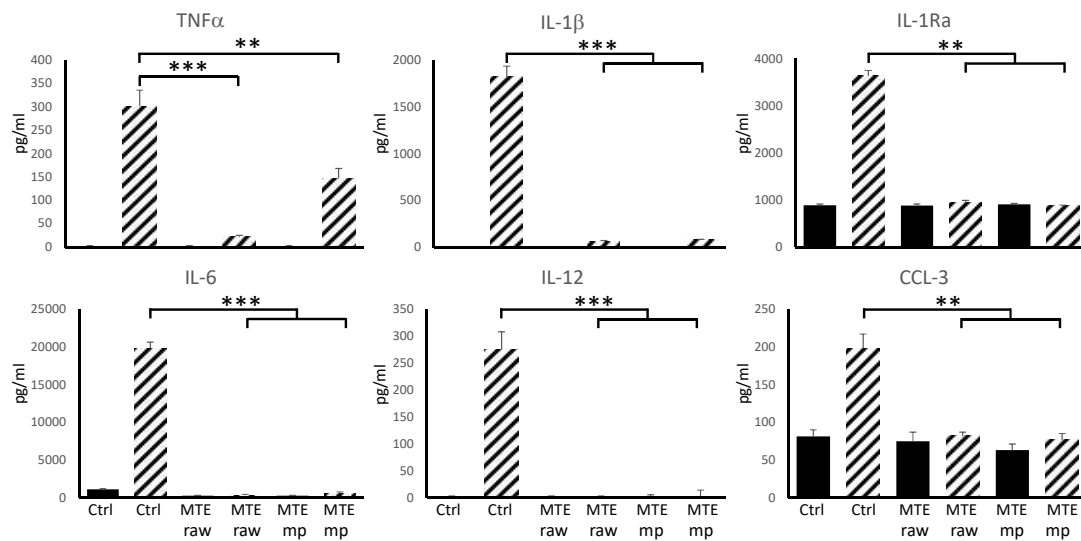 TNFα
** 
***
400
350
300
250
200
150
100
50
0
pg/ml
IL-1β
***
2000
1500
1000
500
0
pg/ml
IL-1Ra
**
4000
3000
2000
1000
0
pg/ml
IL-6
***
25000
20000
15000
10000
5000
0
pg/ml
Ctrl Ctrl MTE MTE MTE MTE
raw raw mp mp
IL-12
***
350
300
250
200
150
100
50
0
pg/ml
Ctrl Ctrl MTE MTE MTE MTE
raw raw mp mp
CCL-3
**
250
200
150
100
50
0
pg/ml
Ctrl Ctrl MTE MTE MTE MTE
raw raw mp mp